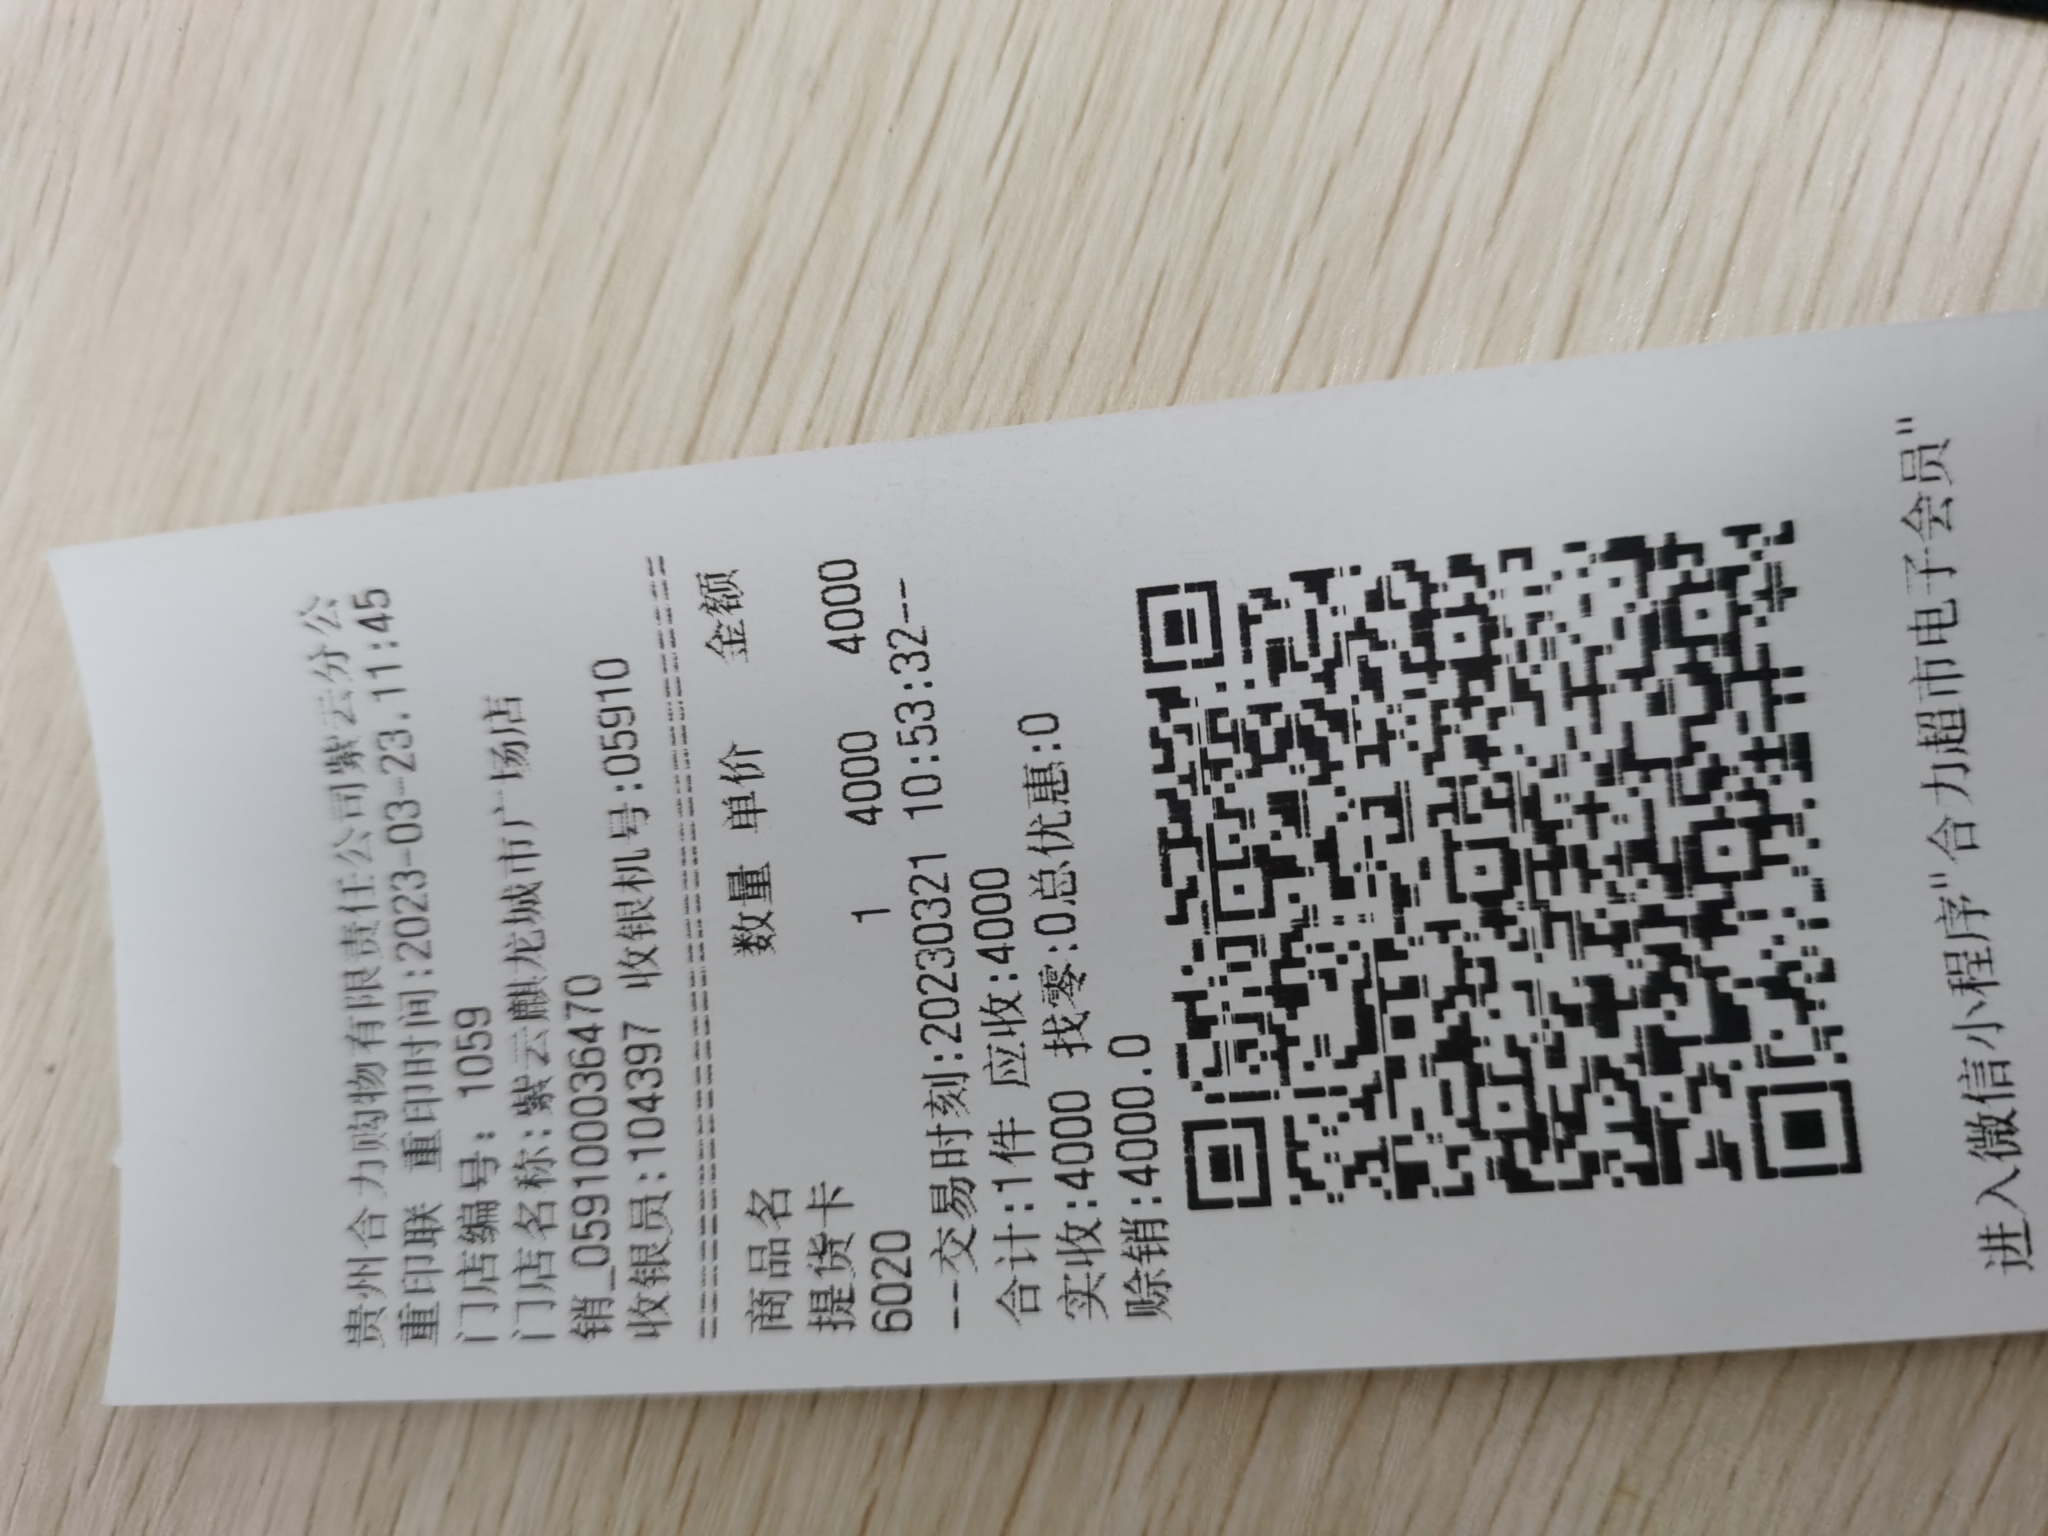 贵州合力购物有限责任公司紫云分公
重印联 重印时间:2023-03-23.11:45
门店编号: 1059
门店名称:紫云麒龙城市广场店
销_0591000036470
收银员:104397 收银机号:05910
商品名 数量 单价 金额
提货卡
6020 1 4000 4000
--交易时刻:20230321 10:53:32--
合计:1件 应收:4000
实收:4000 找零:0总优惠:0
赊销:4000.0
进入微信小程序"合力超市电子会员"